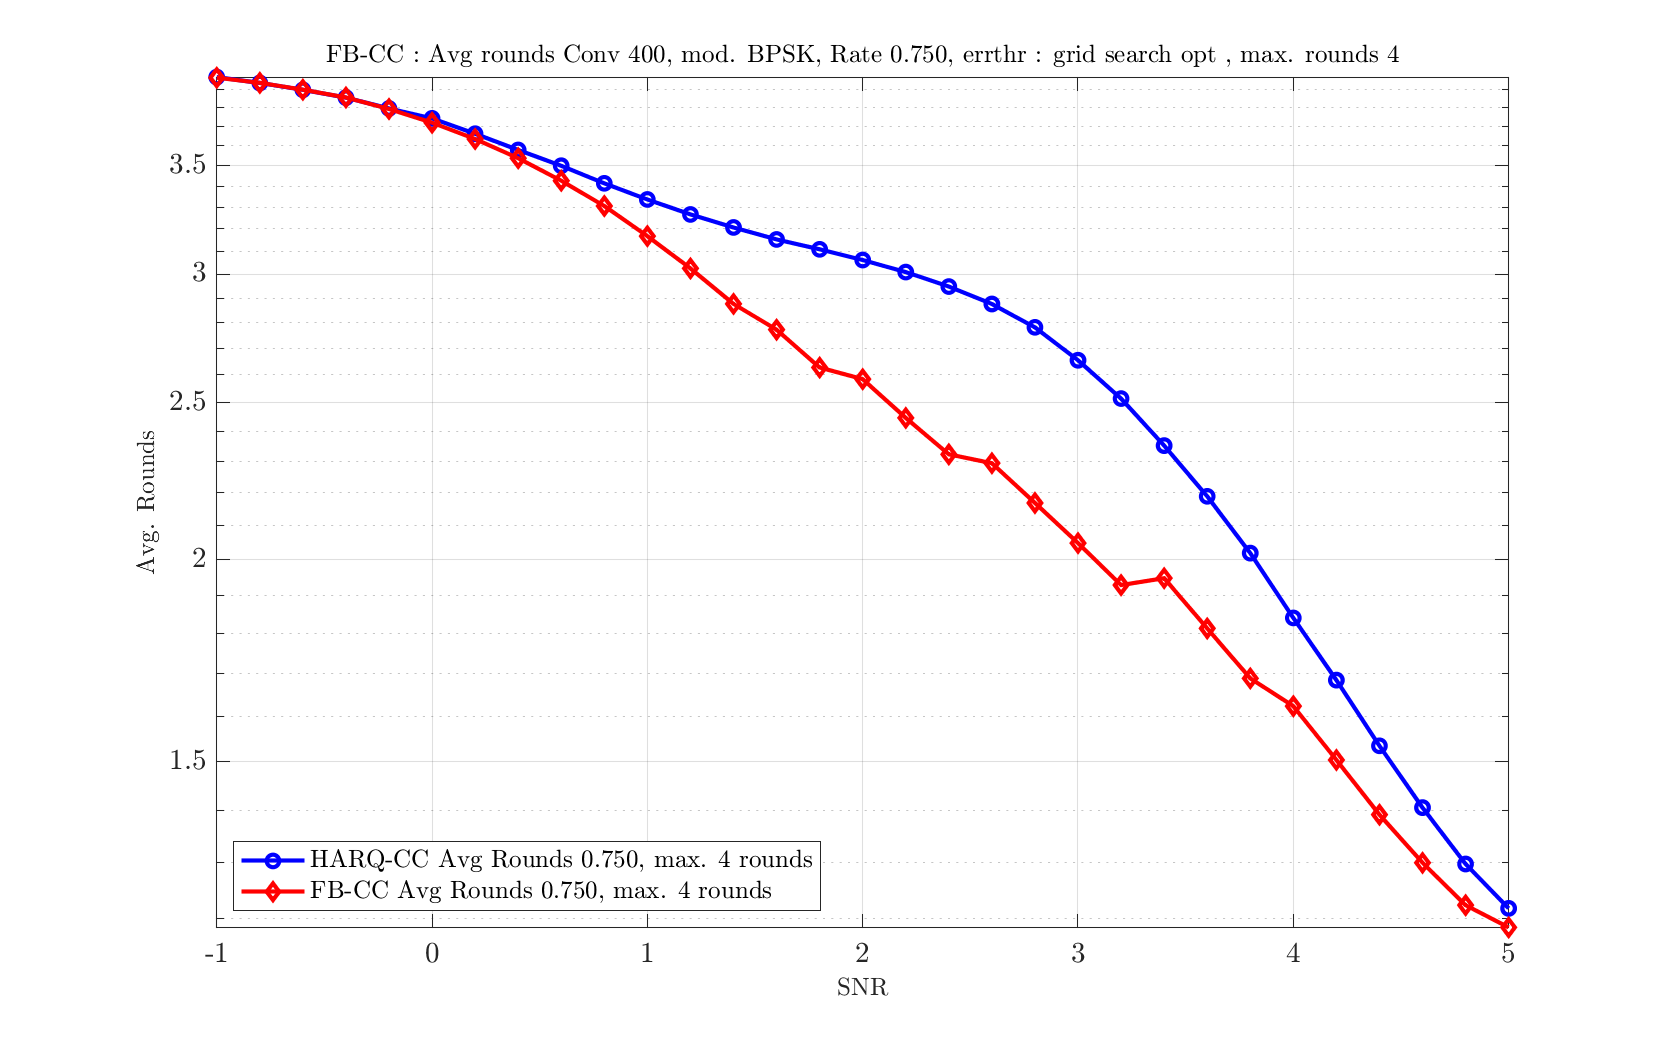 FB-CC : Avg rounds Conv 400, mod. BPSK, Rate 0.750, errthr : grid search opt , max. rounds 4
3.5
3
2.5
2
1.5
Avg. Rounds
HARQ-CC Avg Rounds 0.750, max. 4 rounds
FB-CC Avg Rounds 0.750, max. 4 rounds
-1 0 1 2 3 4 5
SNR